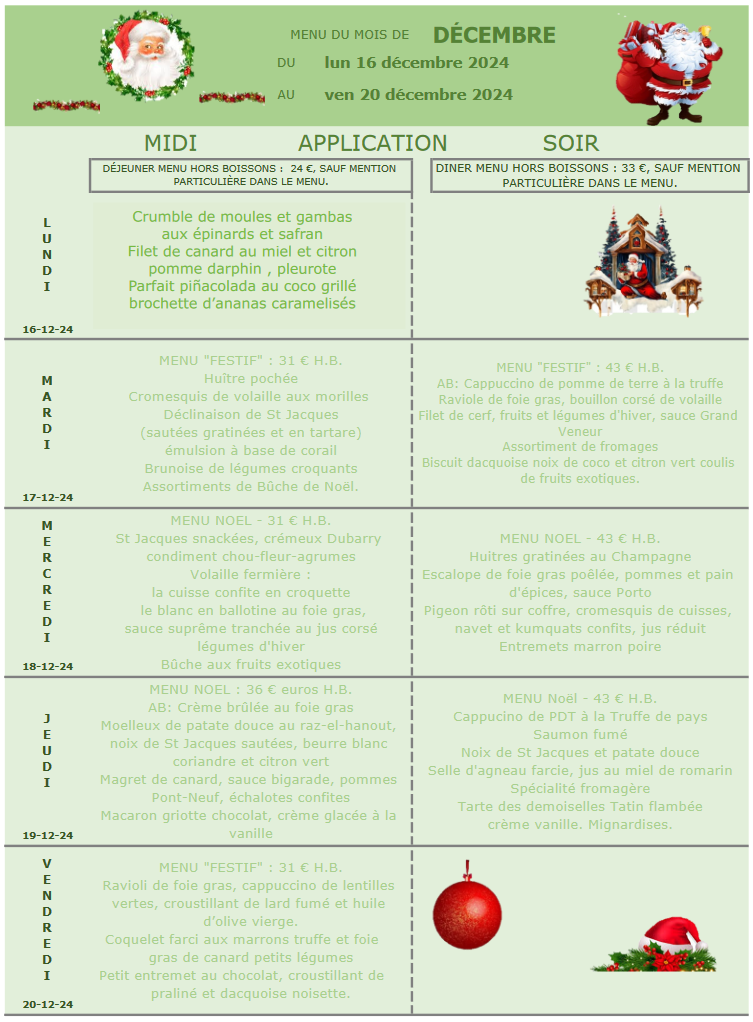 MENU DU MOIS DE DÉCEMBRE
DU lun 16 décembre 2024
AU ven 20 décembre 2024
MIDI APPLICATION SOIR
DÉJEUNER MENU HORS BOISSONS : 24 €, SAUF MENTION
PARTICULIÈRE DANS LE MENU.
DINER MENU HORS BOISSONS : 33 €, SAUF MENTION
PARTICULIÈRE DANS LE MENU.
LUNDI
16-12-24
Crumble de moules et gambas
aux épinards et safran
Filet de canard au miel et citron
pomme darphin , pleurote
Parfait piñacolada au coco grillé
brochette d’ananas caramelisés
MARDI
17-12-24
MENU "FESTIF" : 31 € H.B.
Huître pochée
Cromesquis de volaille aux morilles
Déclinaison de St Jacques
(sautées gratinées et en tartare)
émulsion à base de corail
Brunoise de légumes croquants
Assortiments de Bûche de Noël.
MENU "FESTIF" : 43 € H.B.
AB: Cappuccino de pomme de terre à la truffe
Raviole de foie gras, bouillon corsé de volaille
Filet de cerf, fruits et légumes d'hiver, sauce Grand
Veneur
Assortiment de fromages
Biscuit dacquoise noix de coco et citron vert coulis
de fruits exotiques.
MERCREDI
18-12-24
MENU NOEL - 31 € H.B.
St Jacques snackées, crémeux Dubarry
condiment chou-fleur-agrumes
Volaille fermière :
la cuisse confite en croquette
le blanc en ballotine au foie gras,
sauce suprême tranchée au jus corsé
légumes d'hiver
Bûche aux fruits exotiques
MENU NOEL - 43 € H.B.
Huitres gratinées au Champagne
Escalope de foie gras poêlée, pommes et pain
d'épices, sauce Porto
Pigeon rôti sur coffre, cromesquis de cuisses,
navet et kumquats confits, jus réduit
Entremets marron poire
JEUDI
19-12-24
MENU NOEL : 36 € euros H.B.
AB: Crème brûlée au foie gras
Moelleux de patate douce au raz-el-hanout,
noix de St Jacques sautées, beurre blanc
coriandre et citron vert
Magret de canard, sauce bigarade, pommes
Pont-Neuf, échalotes confites
Macaron griotte chocolat, crème glacée à la
vanille
MENU Noël - 43 € H.B.
Cappucino de PDT à la Truffe de pays
Saumon fumé
Noix de St Jacques et patate douce
Selle d'agneau farcie, jus au miel de romarin
Spécialité fromagère
Tarte des demoiselles Tatin flambée
crème vanille. Mignardises.
VENDREDI
20-12-24
MENU "FESTIF" : 31 € H.B.
Ravioli de foie gras, cappuccino de lentilles
vertes, croustillant de lard fumé et huile
d’olive vierge.
Coquelet farci aux marrons truffe et foie
gras de canard petits légumes
Petit entremet au chocolat, croustillant de
praliné et dacquoise noisette.